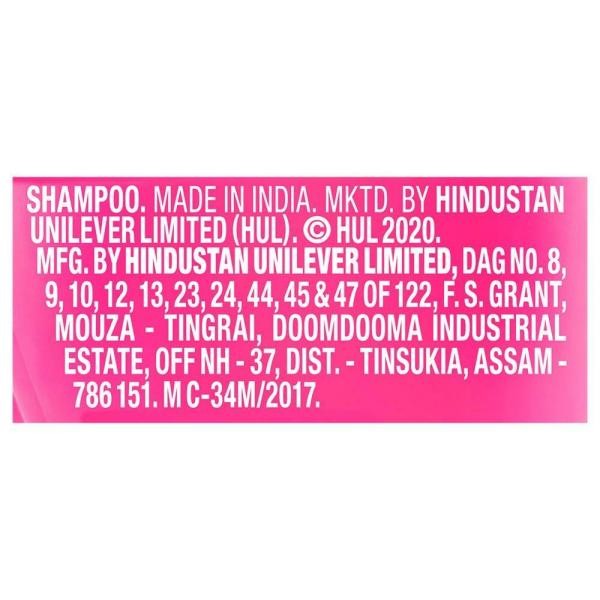 SHAMPOO. MADE IN INDIA. MKTD. BY HINDUSTAN
UNILEVER LIMITED (HUL). © HUL 2020.
MFG. BY HINDUSTAN UNILEVER LIMITED, DAG NO. 8,
9, 10, 12, 13, 23, 24, 44, 45 & 47 OF 122, F. S. GRANT,
MOUZA - TINGRAI, DOOMDOOMA INDUSTRIAL
ESTATE, OFF NH - 37, DIST. - TINSUKIA, ASSAM -
786 151. M C-34M/2017.